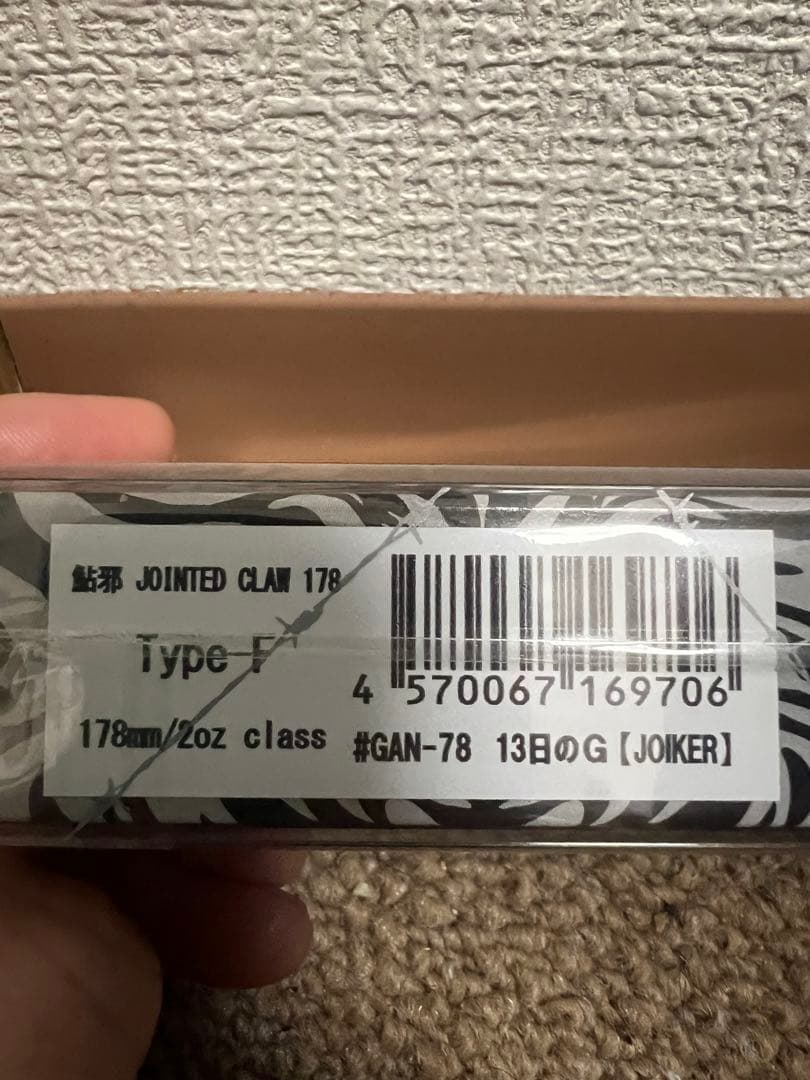 鮎邪 JOINTED CLAW 178
Type-F
178mm/2oz class
4 570067 169706
#GAN-78 13日のG【JOIKER】